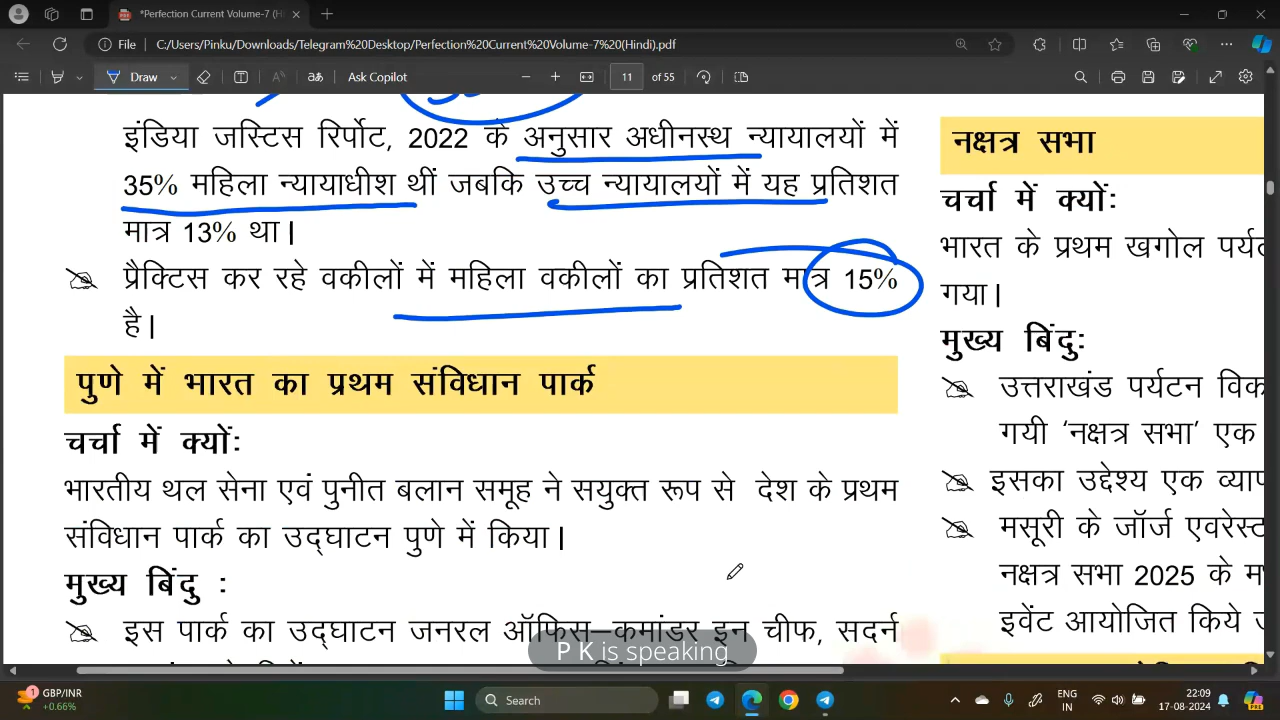 *Perfection Current Volume-7 (H
File
C:/Users/Pinku/Downloads/Telegram%20Desktop/Perfection%20Current%20Volume-7%20(Hindi).pdf
Draw
aあ
Ask Copilot
11 of 55
इंडिया जस्टिस रिर्पोट, 2022 के अनुसार अधीनस्थ न्यायालयों में
35% महिला न्यायाधीश थीं जबकि उच्च न्यायालयों में यह प्रतिशत
मात्र 13% था।
प्रैक्टिस कर रहे वकीलों में महिला वकीलों का प्रतिशत मात्र 15%
है।
पुणे में भारत का प्रथम संविधान पार्क
चर्चा में क्यों:
भारतीय थल सेना एवं पुनीत बलान समूह ने सयुक्त रूप से देश के प्रथम
संविधान पार्क का उद्घाटन पुणे में किया।
मुख्य बिंदु :
इस पार्क का उद्घाटन जनरल ऑफिस–कमांडर इन चीफ, सदर्न
नक्षत्र सभा
चर्चा में क्यों:
भारत के प्रथम खगोल पर्य
गया।
मुख्य बिंदु:
उत्तराखंड पर्यटन विक
गयी ‘नक्षत्र सभा’ एक
इसका उद्देश्य एक व्याप
मसूरी के जॉर्ज एवरेस्ट
नक्षत्र सभा 2025 के म
इवेंट आयोजित किये ज
P K is speaking
1
GBP/INR
+0.66%
Search
ENG
IN
22:09
17-08-2024